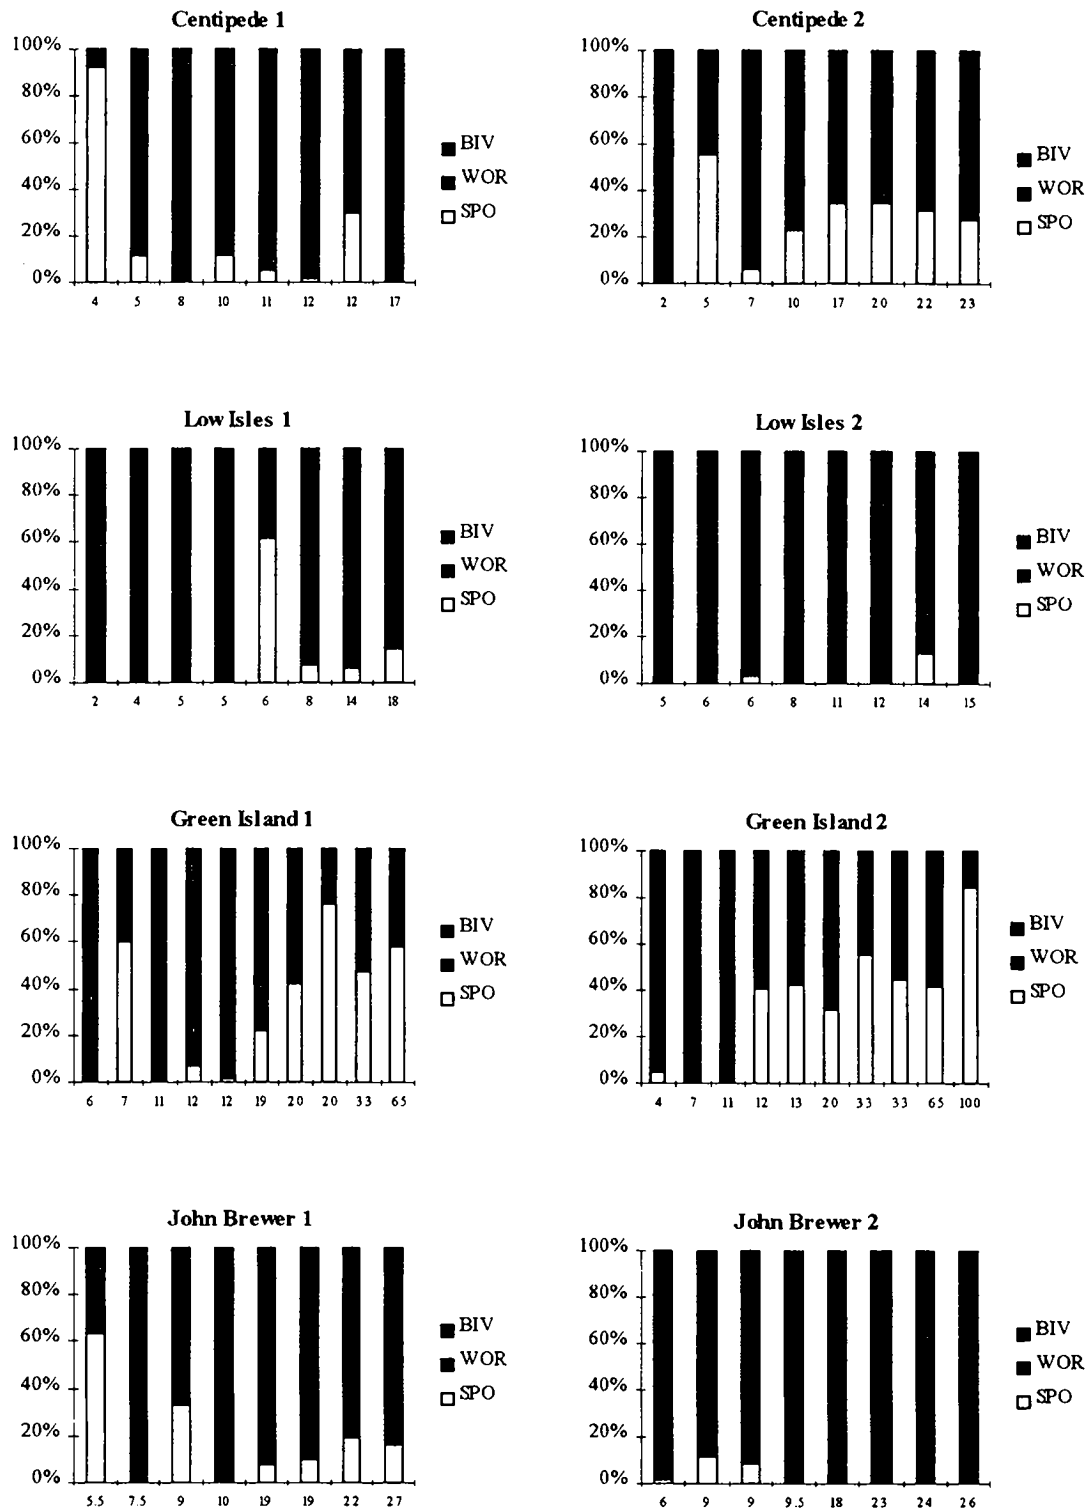 Centipede 1
100%
80%
60%
40%
20%
0%
4 5 8 10 11 12 12 17
BIV
WOR
SPO
Centipede 2
100%
80%
60%
40%
20%
0%
2 5 7 10 17 20 22 23
BIV
WOR
SPO
Low Isles 1
100%
80%
60%
40%
20%
0%
2 4 5 5 6 8 14 18
BIV
WOR
SPO
Low Isles 2
100%
80%
60%
40%
20%
0%
5 6 6 8 11 12 14 15
BIV
WOR
SPO
Green Island 1
100%
80%
60%
40%
20%
0%
6 7 11 12 12 19 20 20 33 65
BIV
WOR
SPO
Green Island 2
100%
80%
60%
40%
20%
0%
4 7 11 12 13 20 33 33 65 100
BIV
WOR
SPO
John Brewer 1
100%
80%
60%
40%
20%
0%
5.5 7.5 9 10 19 19 22 27
BIV
WOR
SPO
John Brewer 2
100%
80%
60%
40%
20%
0%
6 9 9 9.5 18 23 24 26
BIV
WOR
SPO